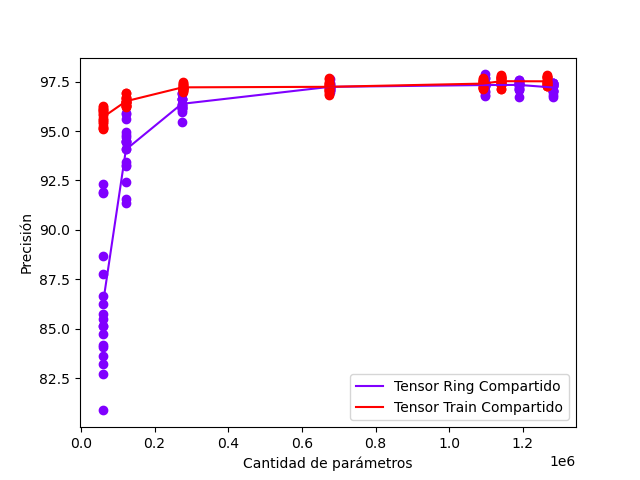 97.5
95.0
92.5
90.0
87.5
85.0
82.5
Precisión
0.0
0.2
0.4
0.6
0.8
1.0
1.2
1e6
Cantidad de parámetros
Tensor Ring Compartido
Tensor Train Compartido